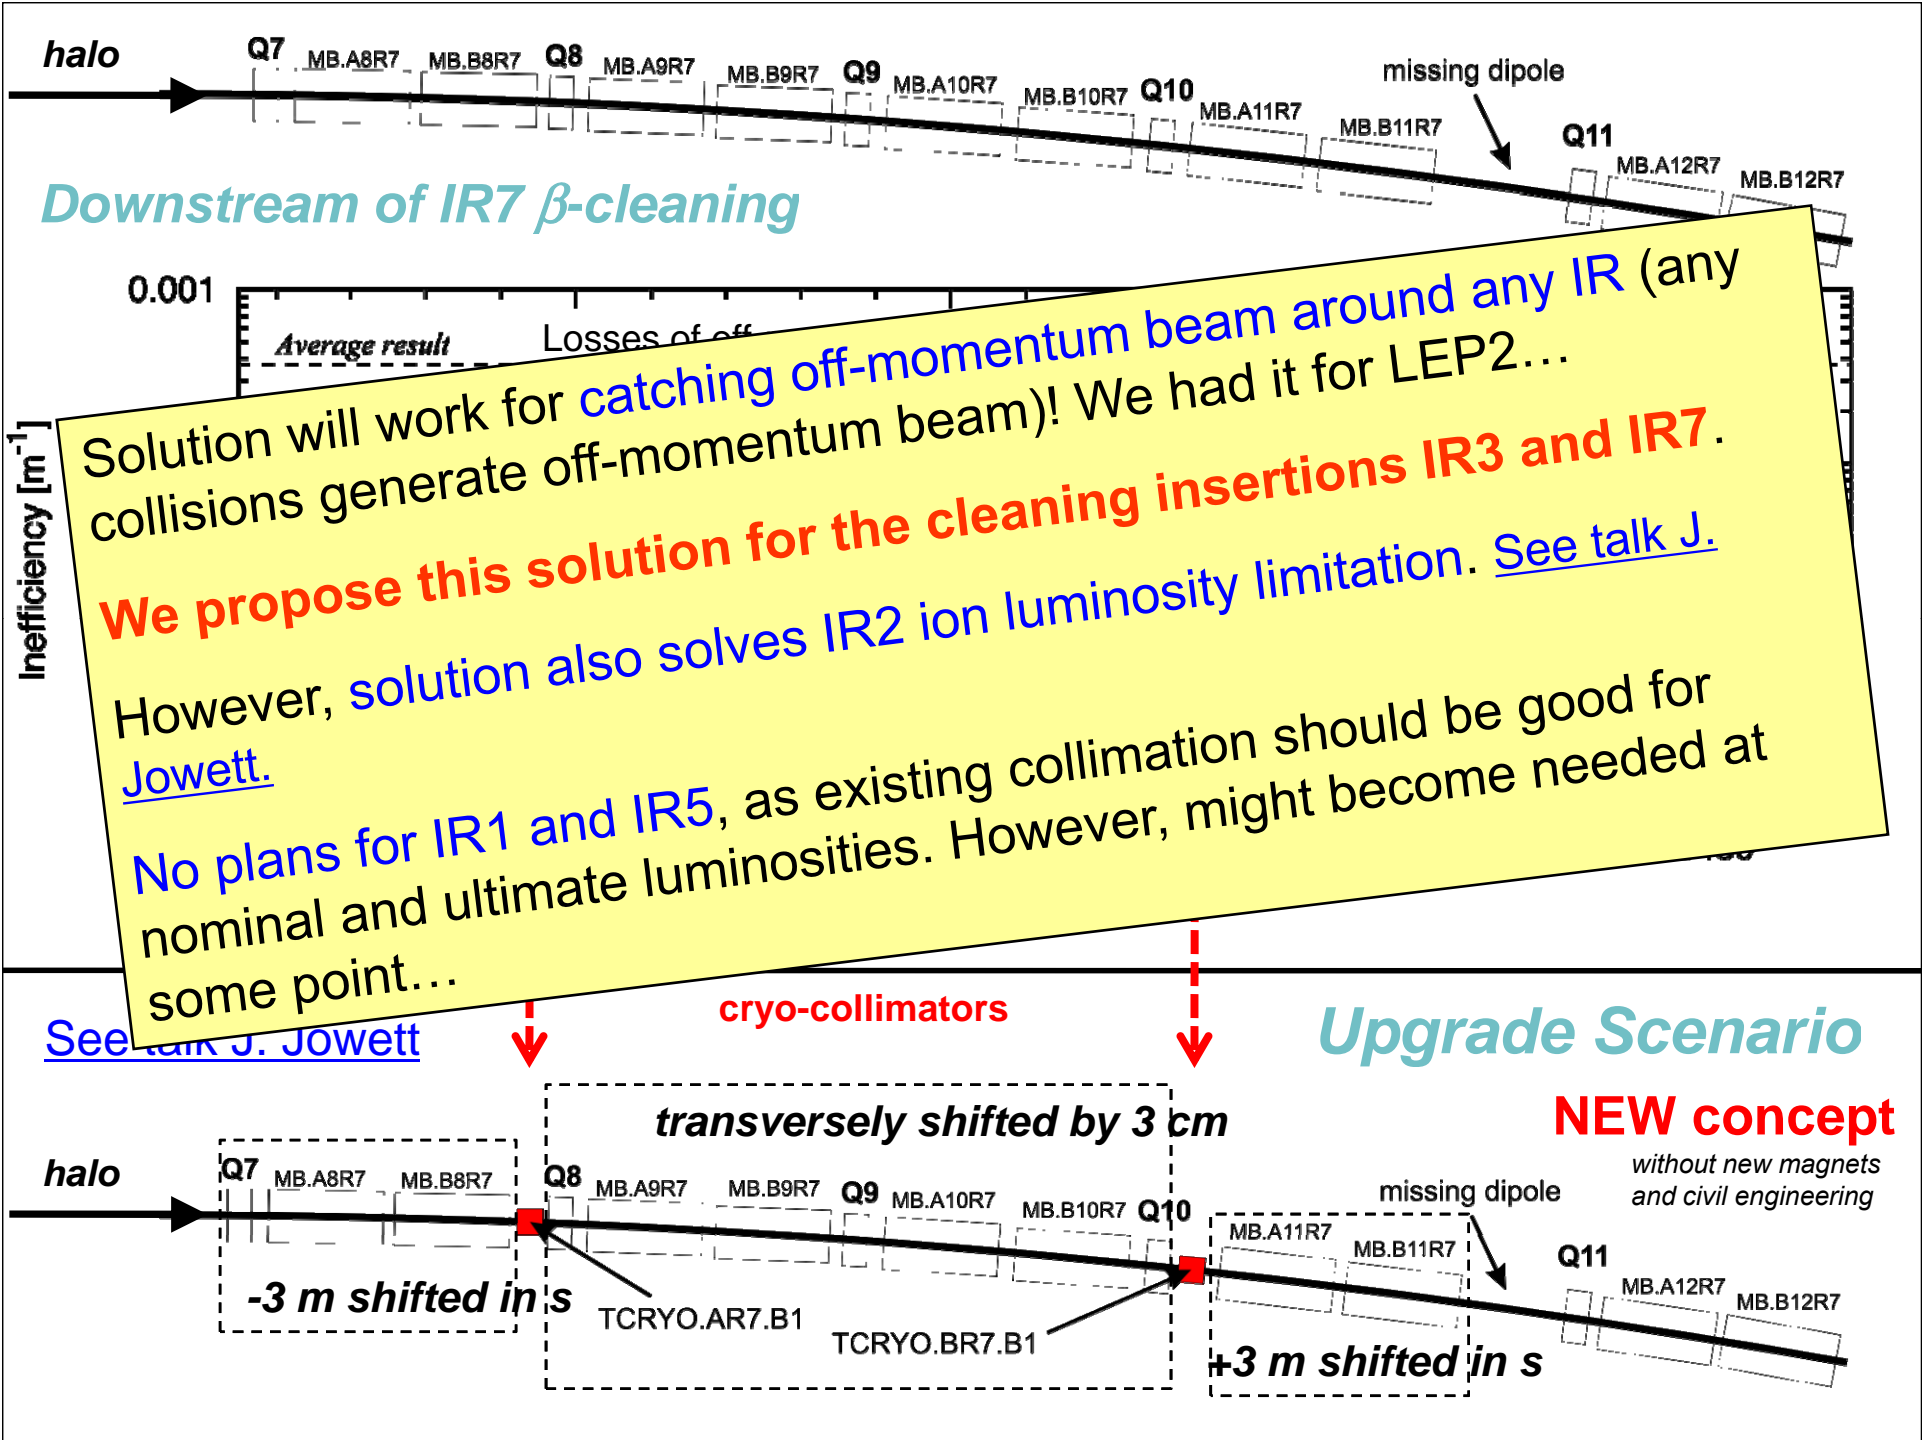 halo
Q7
MB.A8R7
MB.B8R7
Q8
MB.A9R7
MB.B9R7
Q9
MB.A10R7
MB.B10R7
Q10
MB.A11R7
MB.B11R7
missing dipole
Q11
MB.A12R7
MB.B12R7
Downstream of IR7 β-cleaning
0.001
Average result
Losses of off
Inefficiency [m⁻¹]
Solution will work for catching off-momentum beam around any IR (any
collisions generate off-momentum beam)! We had it for LEP2…
We propose this solution for the cleaning insertions IR3 and IR7.
However, solution also solves IR2 ion luminosity limitation. See talk J.
Jowett.
No plans for IR1 and IR5, as existing collimation should be good for
nominal and ultimate luminosities. However, might become needed at
some point…
cryo-collimators
See talk J. Jowett
Upgrade Scenario
transversely shifted by 3 cm
NEW concept
without new magnets
and civil engineering
halo
Q7
MB.A8R7
MB.B8R7
Q8
MB.A9R7
MB.B9R7
Q9
MB.A10R7
MB.B10R7
Q10
MB.A11R7
MB.B11R7
missing dipole
Q11
MB.A12R7
MB.B12R7
-3 m shifted in s
TCRYO.AR7.B1
TCRYO.BR7.B1
+3 m shifted in s